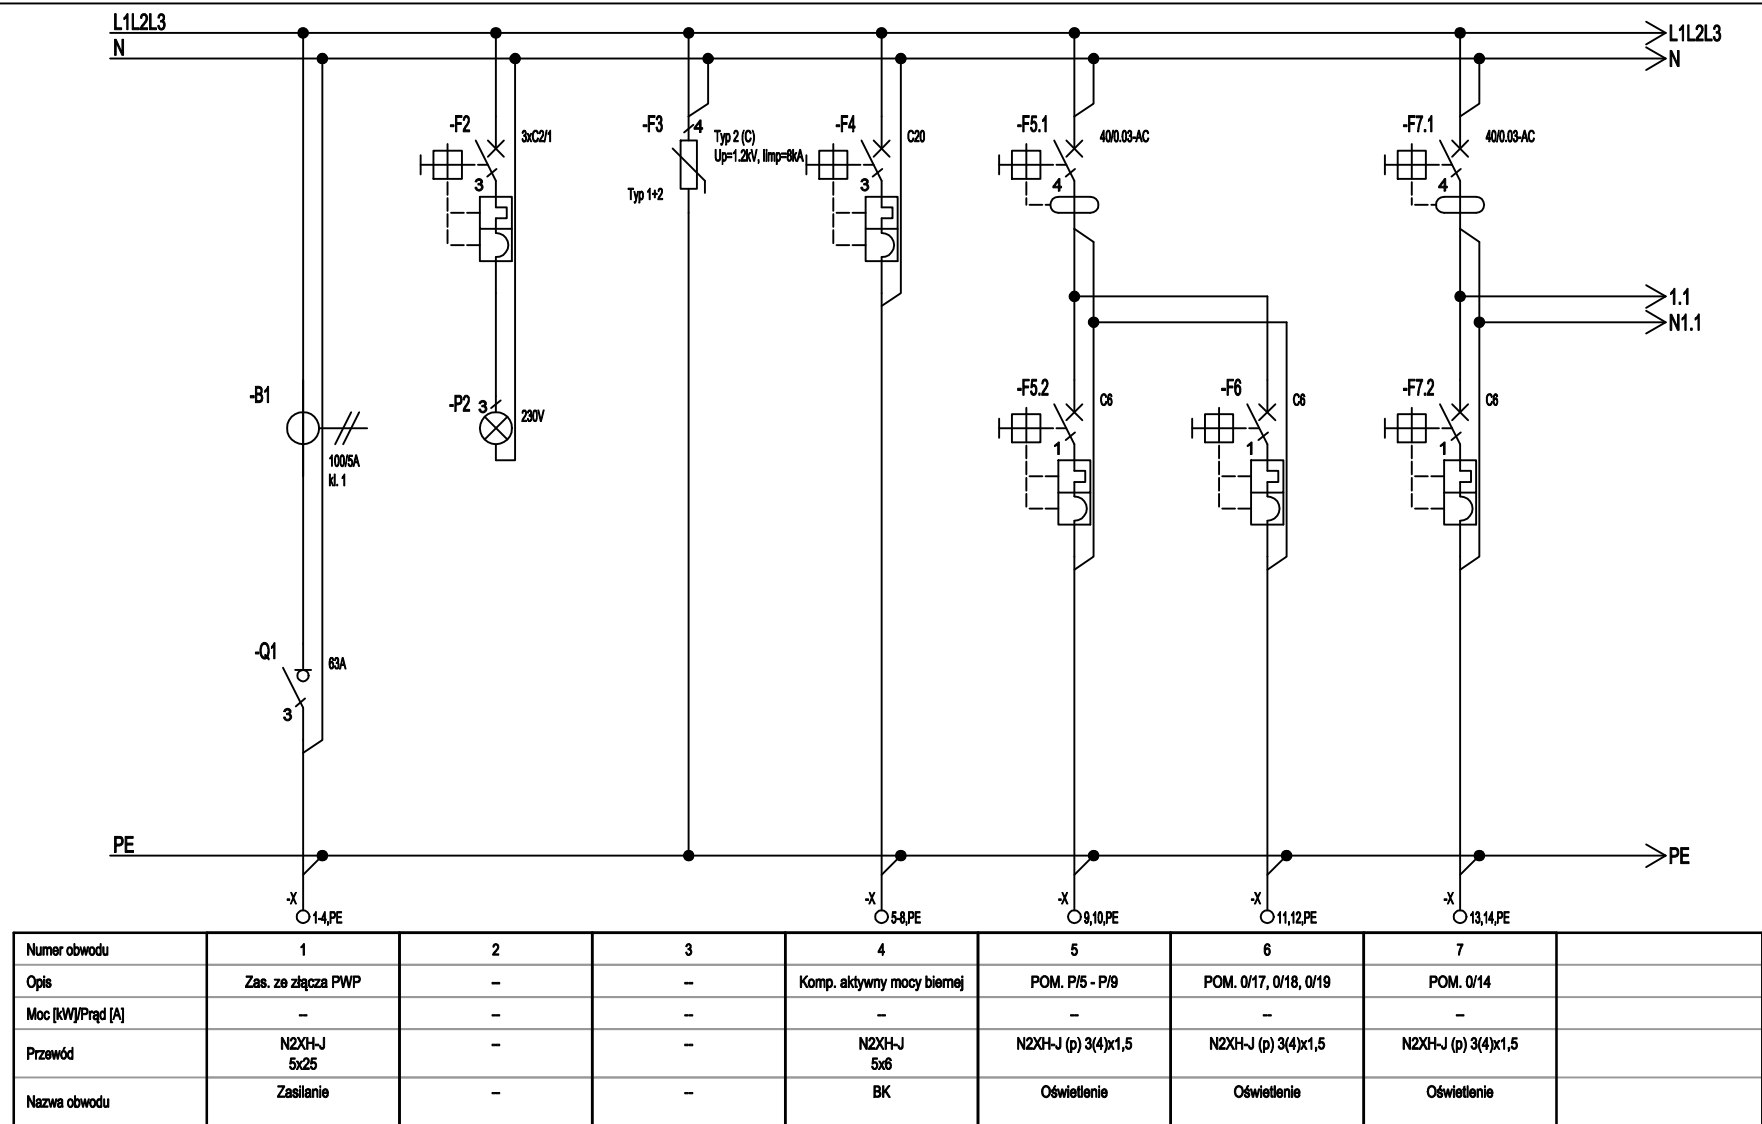 L1L2L3
L1L2L3
N
N
-F2
3xC2/1
3
-F3
4
Typ 2 (C)
Up=1.2kV, Iimp=8kA
Typ 1+2
-F4
C20
3
-F5.1
40/0.03-AC
4
-F7.1
40/0.03-AC
4
1.1
N1.1
-B1
100/5A
kl. 1
-P2
3
230V
-F5.2
C6
1
-F6
C6
1
-F7.2
C6
1
-Q1
63A
3
PE
PE
-X
1-4,PE
-X
5-8,PE
-X
9,10,PE
-X
11,12,PE
-X
13,14,PE
Numer obwodu 1 2 3 4 5 6 7
Opis Zas. ze złącza PWP – – Komp. aktywny mocy biernej POM. P/5 - P/9 POM. 0/17, 0/18, 0/19 POM. 0/14
Moc [kW]/Prąd [A] – – – – – – –
Przewód N2XH-J – – N2XH-J N2XH-J (p) 3(4)x1,5 N2XH-J (p) 3(4)x1,5 N2XH-J (p) 3(4)x1,5
5x25 5x6
Nazwa obwodu Zasilanie – – BK Oświetlenie Oświetlenie Oświetlenie